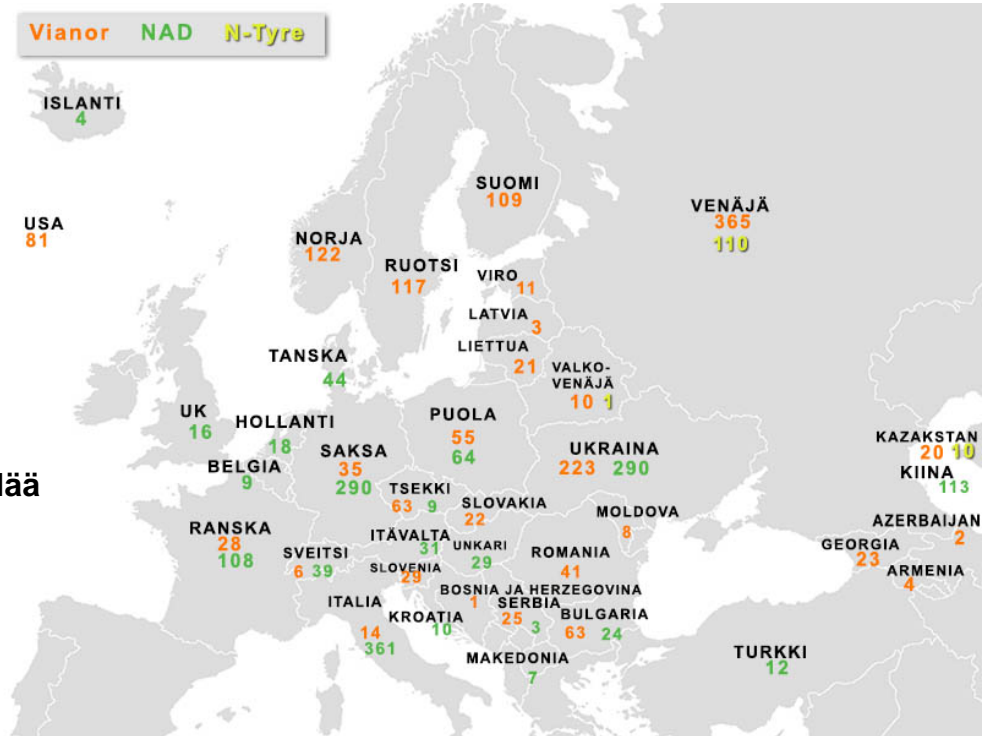 Vianor NAD N-Tyre
ISLANTI
4
USA
81
SUOMI
109
VENÄJÄ
365
110
NORJA
122
RUOTSI
117
VIRO
11
LATVIA
3
LIETTUA
21
VALKO-
VENÄJÄ
10 1
TANSKA
44
UK
16
HOLLANTI
18
BELGIA
9
SAKSA
35
290
PUOLA
55
64
UKRAINA
223 290
KAZAKSTAN
20 10
KIINA
113
TSEKKI
63 9
SLOVAKIA
22
MOLDOVA
8
AZERBAIJAN
2
GEORGIA
23
ARMENIA
4
RANSKA
28
108
SVEITSI
6 39
ITÄVALTA
31
UNKARI
29
ROMANIA
41
SLOVENIA
29
BOSNIA JA HERZEGOVINA
1
SERBIA
25 3
BULGARIA
63 24
ITALIA
14
361
KROATIA
10
MAKEDONIA
7
TURKKI
12